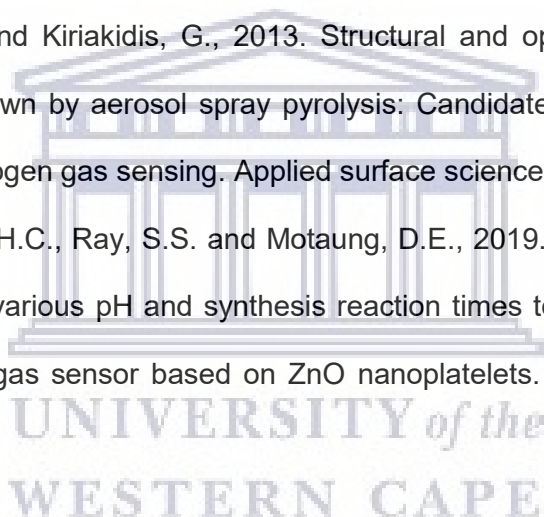 nd Kiriakidis, G., 2013. Structural and op
wn by aerosol spray pyrolysis: Candidate
ogen gas sensing. Applied surface science
H.C., Ray, S.S. and Motaung, D.E., 2019.
various pH and synthesis reaction times to
gas sensor based on ZnO nanoplatelets.
UNIVERSITY of the
WESTERN CAPE